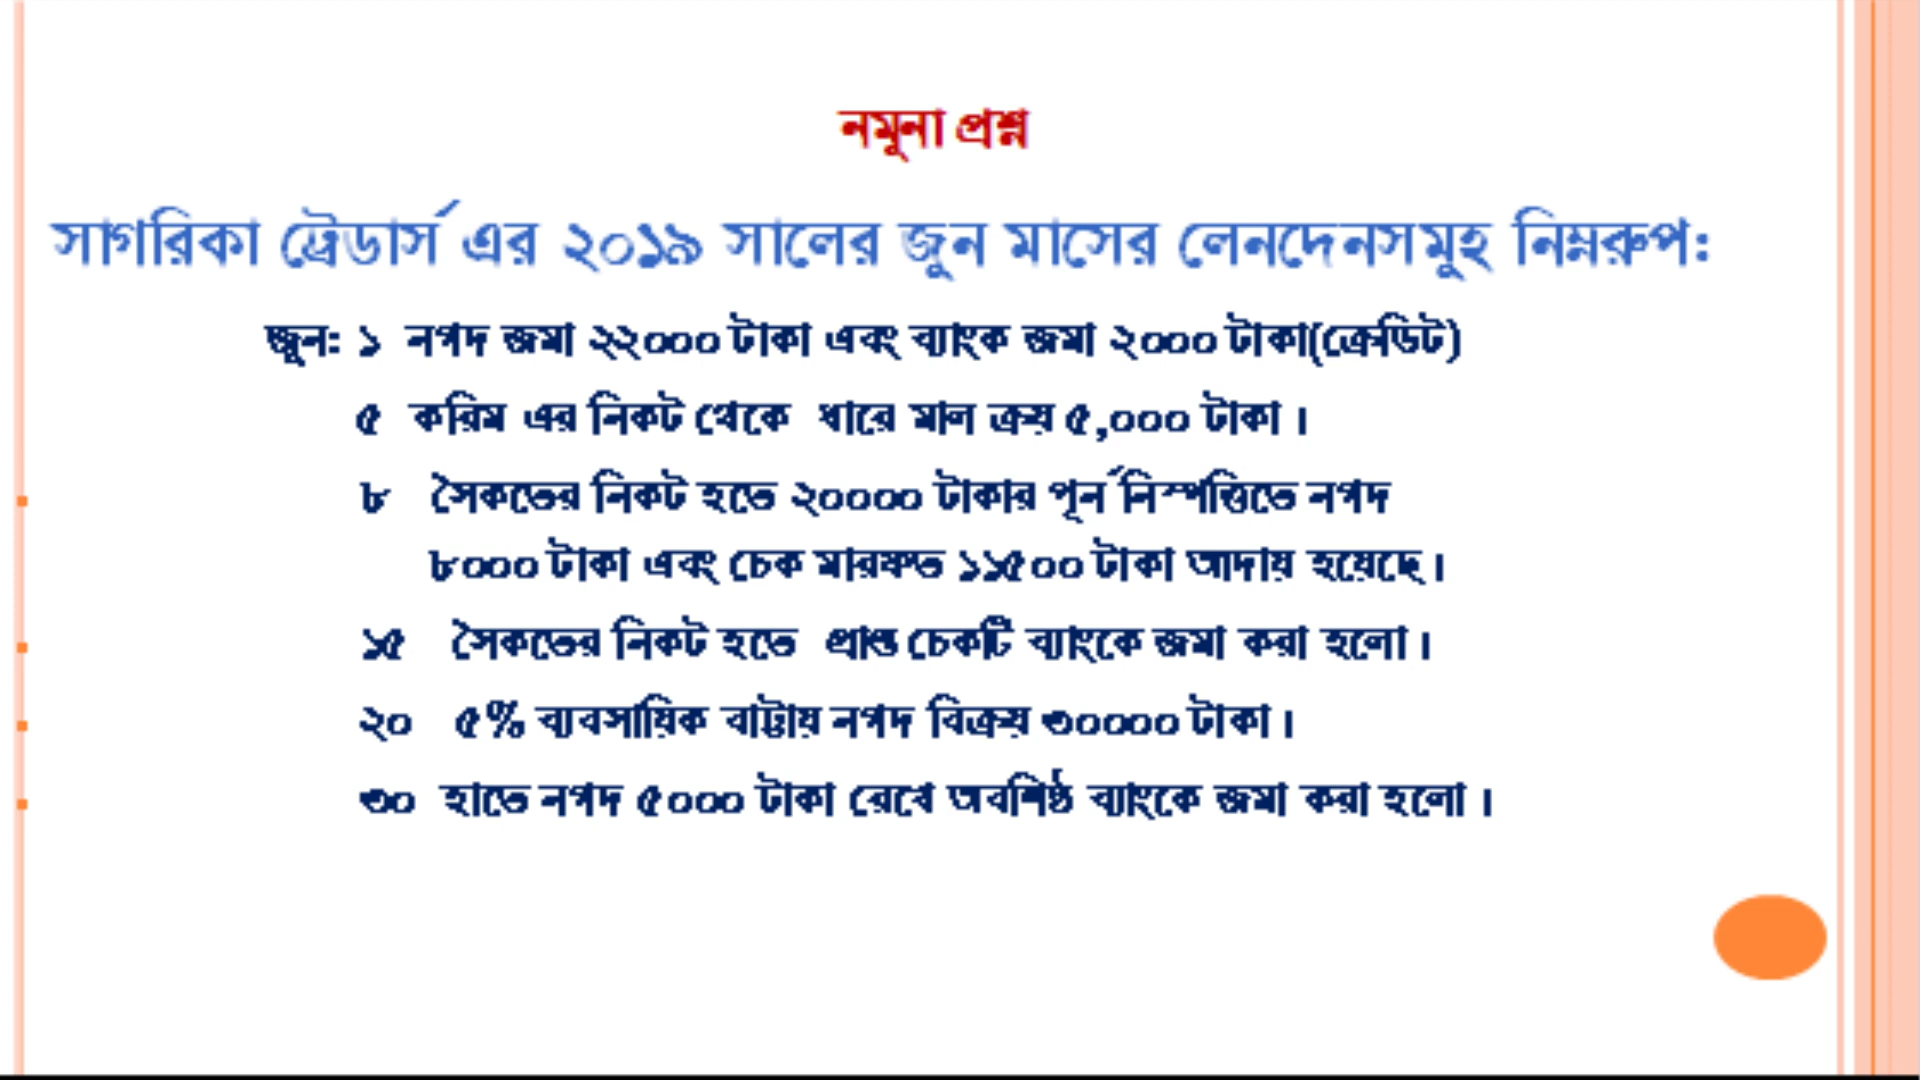 নমুনা প্রশ্ন
সাগরিকা ট্রেডার্স এর ২০১৯ সালের জুন মাসের লেনদেনসমুহ নিম্নরুপঃ
জুনঃ ১ নগদ জমা ২২০০০ টাকা এবং ব্যাংক জমা ২০০০ টাকা(ক্রেডিট)
৫ করিম এর নিকট থেকে ধারে মাল ক্রয় ৫,০০০ টাকা ।
৮ সৈকতের নিকট হতে ২০০০০ টাকার পূর্ন নিস্পত্তিতে নগদ
৮০০০ টাকা এবং চেক মারফত ১১৫০০ টাকা আদায় হয়েছে ।
১৫ সৈকতের নিকট হতে প্রাপ্ত চেকটি ব্যাংকে জমা করা হলো ।
২০ ৫% ব্যবসায়িক বাট্টায় নগদ বিক্রয় ৩০০০০ টাকা ।
৩০ হাতে নগদ ৫০০০ টাকা রেখে অবশিষ্ঠ ব্যাংকে জমা করা হলো ।